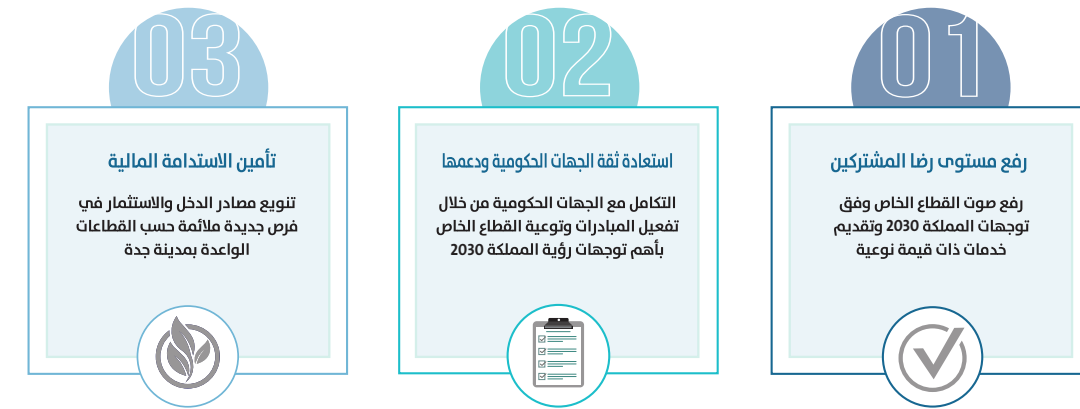 01
رفع مستوى رضا المشتركين
رفع صوت القطاع الخاص وفق
توجهات المملكة 2030 وتقديم
خدمات ذات قيمة نوعية
02
استعادة ثقة الجهات الحكومية ودعمها
التكامل مع الجهات الحكومية من خلال
تفعيل المبادرات وتوعية القطاع الخاص
بأهم توجهات رؤية المملكة 2030
03
تأمين الاستدامة المالية
تنويع مصادر الدخل والاستثمار في
فرص جديدة ملائمة حسب القطاعات
الواعدة بمدينة جدة